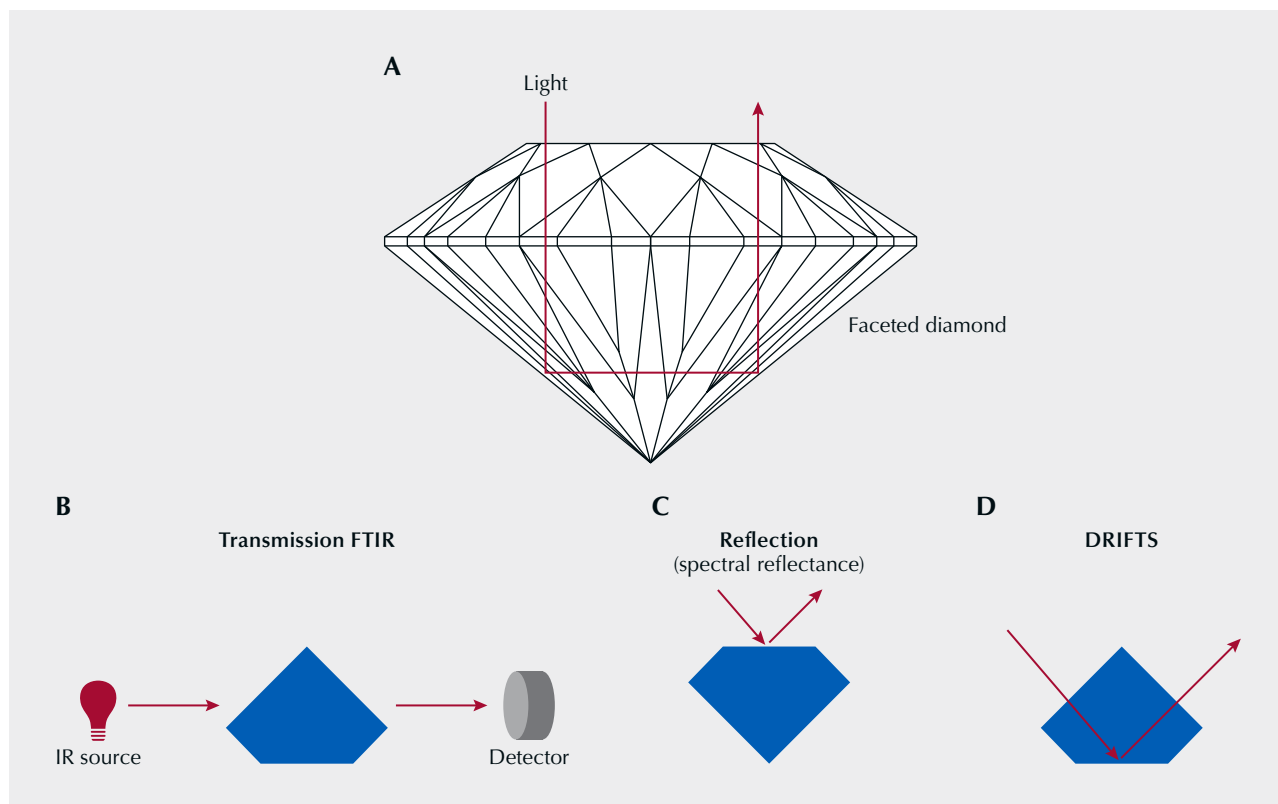 A
Light
Faceted diamond
B
Transmission FTIR
IR source
Detector
C
Reflection
(spectral reflectance)
D
DRIFTS